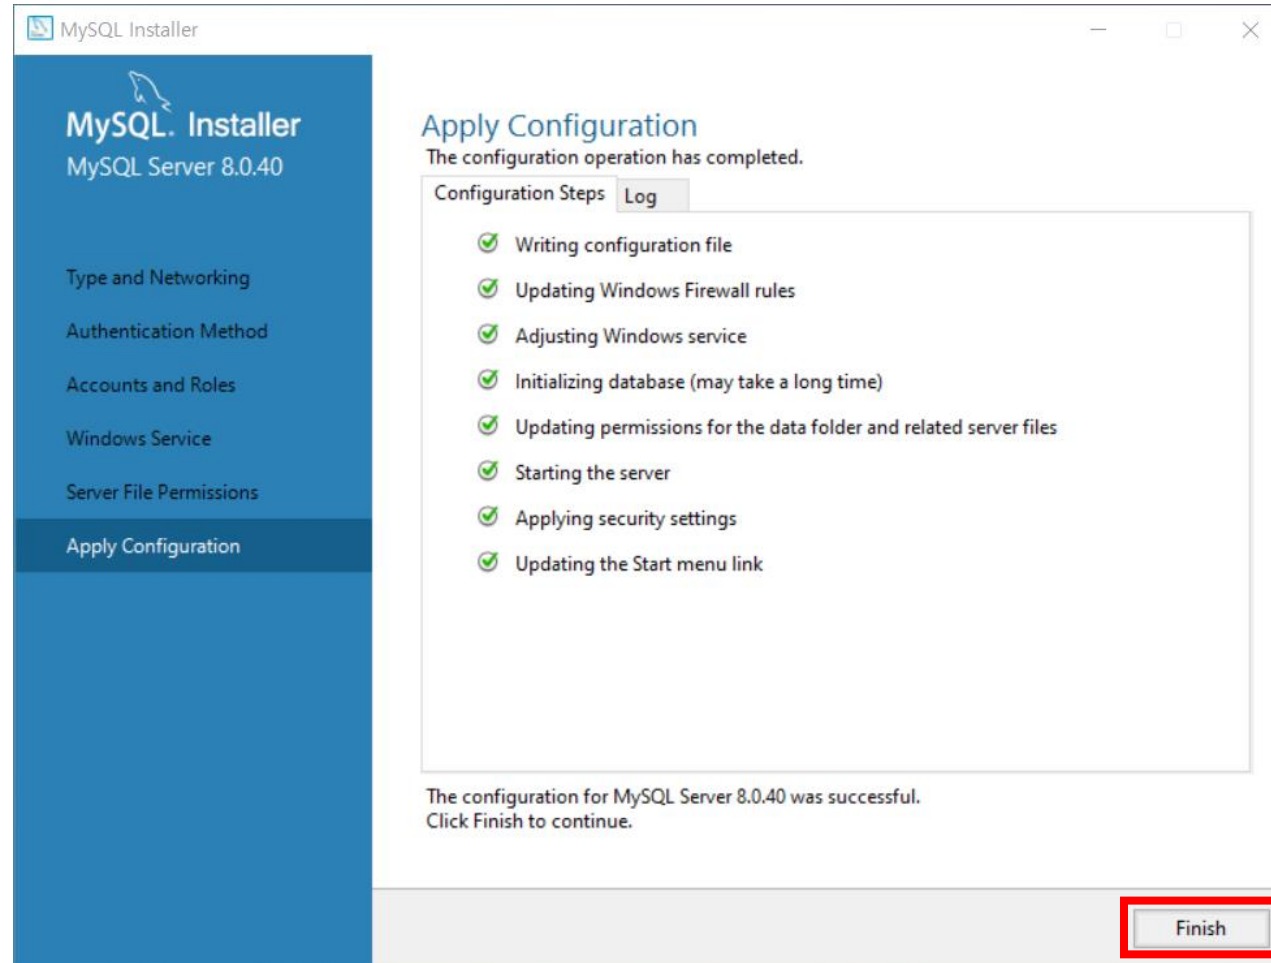 MySQL Installer
MySQL. Installer
MySQL Server 8.0.40
Type and Networking
Authentication Method
Accounts and Roles
Windows Service
Server File Permissions
Apply Configuration
Apply Configuration
The configuration operation has completed.
Configuration Steps Log
Writing configuration file
Updating Windows Firewall rules
Adjusting Windows service
Initializing database (may take a long time)
Updating permissions for the data folder and related server files
Starting the server
Applying security settings
Updating the Start menu link
The configuration for MySQL Server 8.0.40 was successful.
Click Finish to continue.
Finish